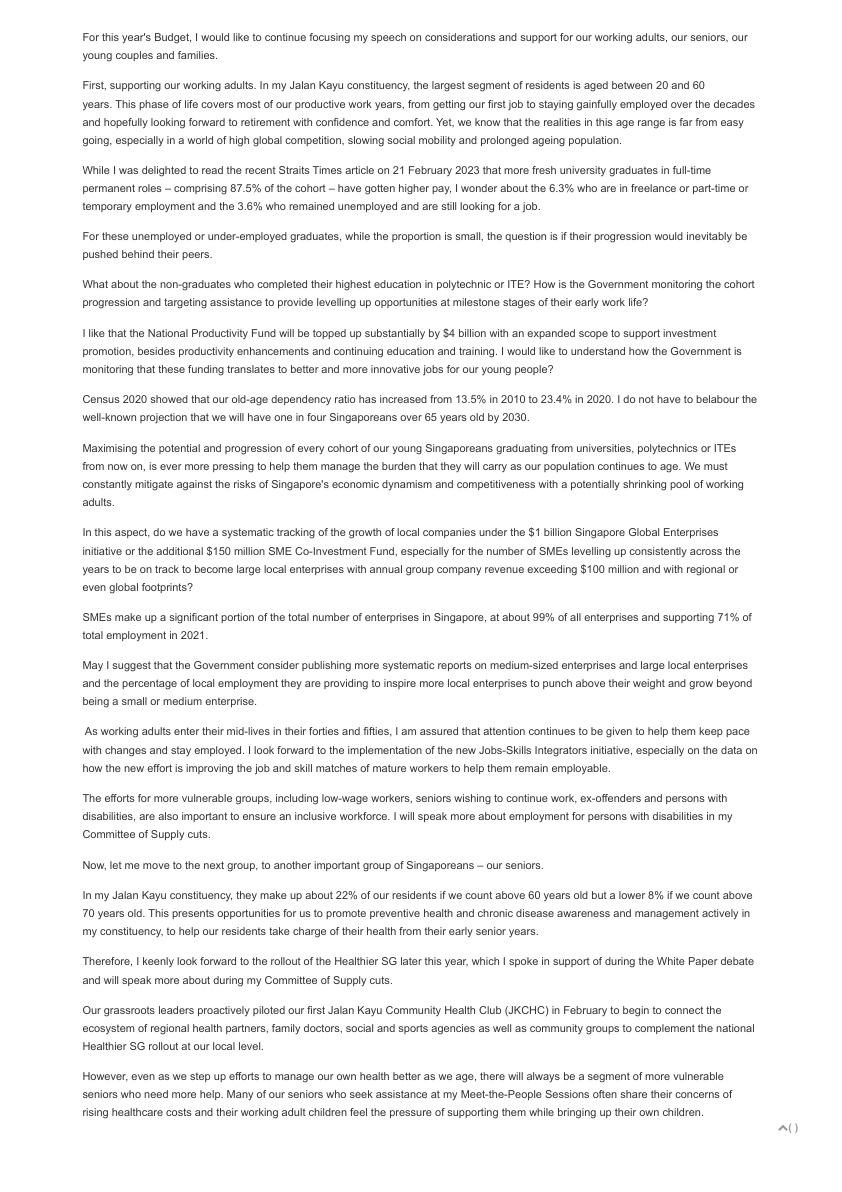 For this year's Budget, I would like to continue focusing my speech on considerations and support for our working adults, our seniors, our
young couples and families.
First, supporting our working adults. In my Jalan Kayu constituency, the largest segment of residents is aged between 20 and 60
years. This phase of life covers most of our productive work years, from getting our first job to staying gainfully employed over the decades
and hopefully looking forward to retirement with confidence and comfort. Yet, we know that the realities in this age range is far from easy
going, especially in a world of high global competition, slowing social mobility and prolonged ageing population.
While I was delighted to read the recent Straits Times article on 21 February 2023 that more fresh university graduates in full-time
permanent roles – comprising 87.5% of the cohort – have gotten higher pay, I wonder about the 6.3% who are in freelance or part-time or
temporary employment and the 3.6% who remained unemployed and are still looking for a job.
For these unemployed or under-employed graduates, while the proportion is small, the question is if their progression would inevitably be
pushed behind their peers.
What about the non-graduates who completed their highest education in polytechnic or ITE? How is the Government monitoring the cohort
progression and targeting assistance to provide levelling up opportunities at milestone stages of their early work life?
I like that the National Productivity Fund will be topped up substantially by $4 billion with an expanded scope to support investment
promotion, besides productivity enhancements and continuing education and training. I would like to understand how the Government is
monitoring that these funding translates to better and more innovative jobs for our young people?
Census 2020 showed that our old-age dependency ratio has increased from 13.5% in 2010 to 23.4% in 2020. I do not have to belabour the
well-known projection that we will have one in four Singaporeans over 65 years old by 2030.
Maximising the potential and progression of every cohort of our young Singaporeans graduating from universities, polytechnics or ITEs
from now on, is ever more pressing to help them manage the burden that they will carry as our population continues to age. We must
constantly mitigate against the risks of Singapore's economic dynamism and competitiveness with a potentially shrinking pool of working
adults.
In this aspect, do we have a systematic tracking of the growth of local companies under the $1 billion Singapore Global Enterprises
initiative or the additional $150 million SME Co-Investment Fund, especially for the number of SMEs levelling up consistently across the
years to be on track to become large local enterprises with annual group company revenue exceeding $100 million and with regional or
even global footprints?
SMEs make up a significant portion of the total number of enterprises in Singapore, at about 99% of all enterprises and supporting 71% of
total employment in 2021.
May I suggest that the Government consider publishing more systematic reports on medium-sized enterprises and large local enterprises
and the percentage of local employment they are providing to inspire more local enterprises to punch above their weight and grow beyond
being a small or medium enterprise.
As working adults enter their mid-lives in their forties and fifties, I am assured that attention continues to be given to help them keep pace
with changes and stay employed. I look forward to the implementation of the new Jobs-Skills Integrators initiative, especially on the data on
how the new effort is improving the job and skill matches of mature workers to help them remain employable.
The efforts for more vulnerable groups, including low-wage workers, seniors wishing to continue work, ex-offenders and persons with
disabilities, are also important to ensure an inclusive workforce. I will speak more about employment for persons with disabilities in my
Committee of Supply cuts.
Now, let me move to the next group, to another important group of Singaporeans – our seniors.
In my Jalan Kayu constituency, they make up about 22% of our residents if we count above 60 years old but a lower 8% if we count above
70 years old. This presents opportunities for us to promote preventive health and chronic disease awareness and management actively in
my constituency, to help our residents take charge of their health from their early senior years.
Therefore, I keenly look forward to the rollout of the Healthier SG later this year, which I spoke in support of during the White Paper debate
and will speak more about during my Committee of Supply cuts.
Our grassroots leaders proactively piloted our first Jalan Kayu Community Health Club (JKCHC) in February to begin to connect the
ecosystem of regional health partners, family doctors, social and sports agencies as well as community groups to complement the national
Healthier SG rollout at our local level.
However, even as we step up efforts to manage our own health better as we age, there will always be a segment of more vulnerable
seniors who need more help. Many of our seniors who seek assistance at my Meet-the-People Sessions often share their concerns of
rising healthcare costs and their working adult children feel the pressure of supporting them while bringing up their own children.
( )